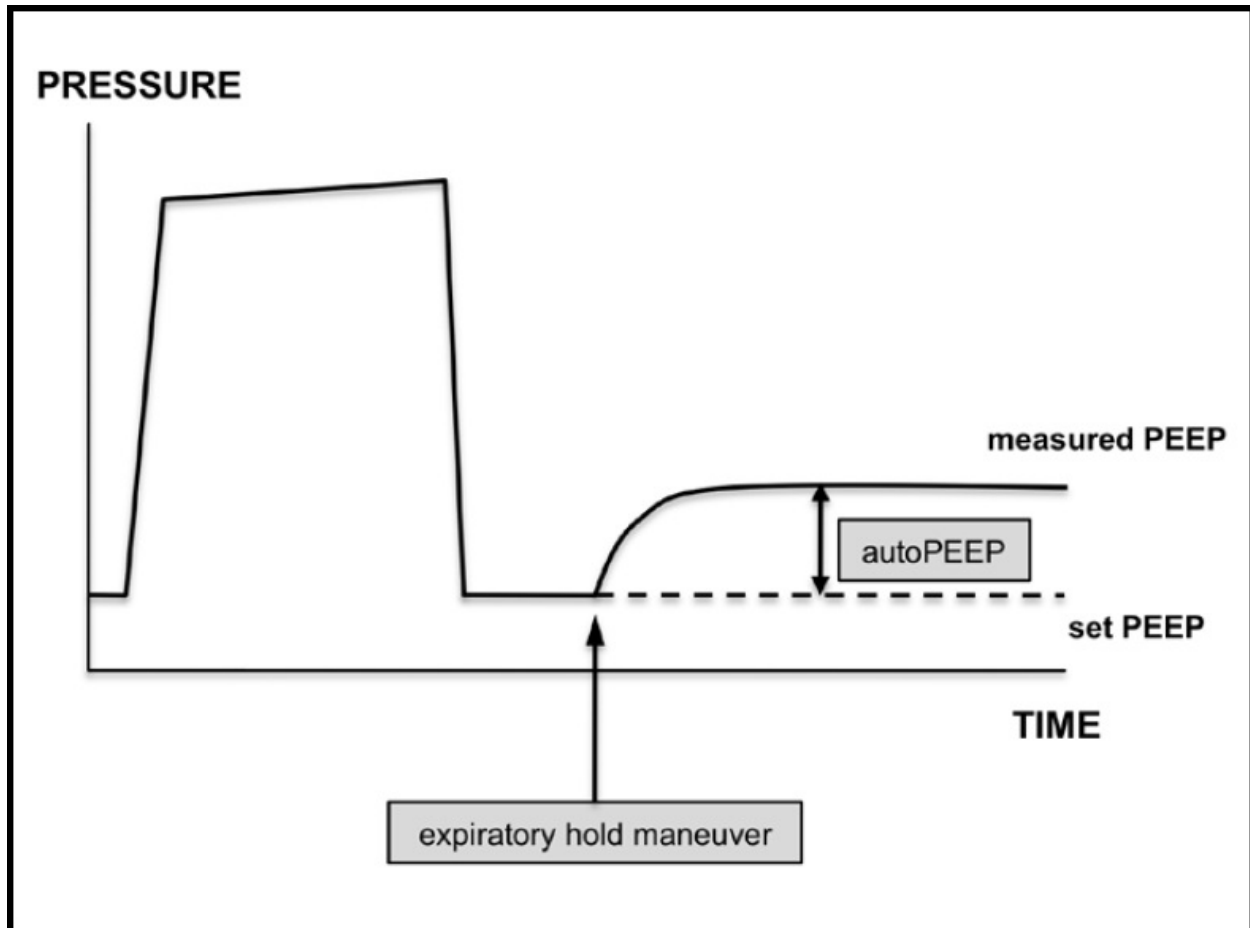 PRESSURE
measured PEEP
autoPEEP
set PEEP
TIME
expiratory hold maneuver